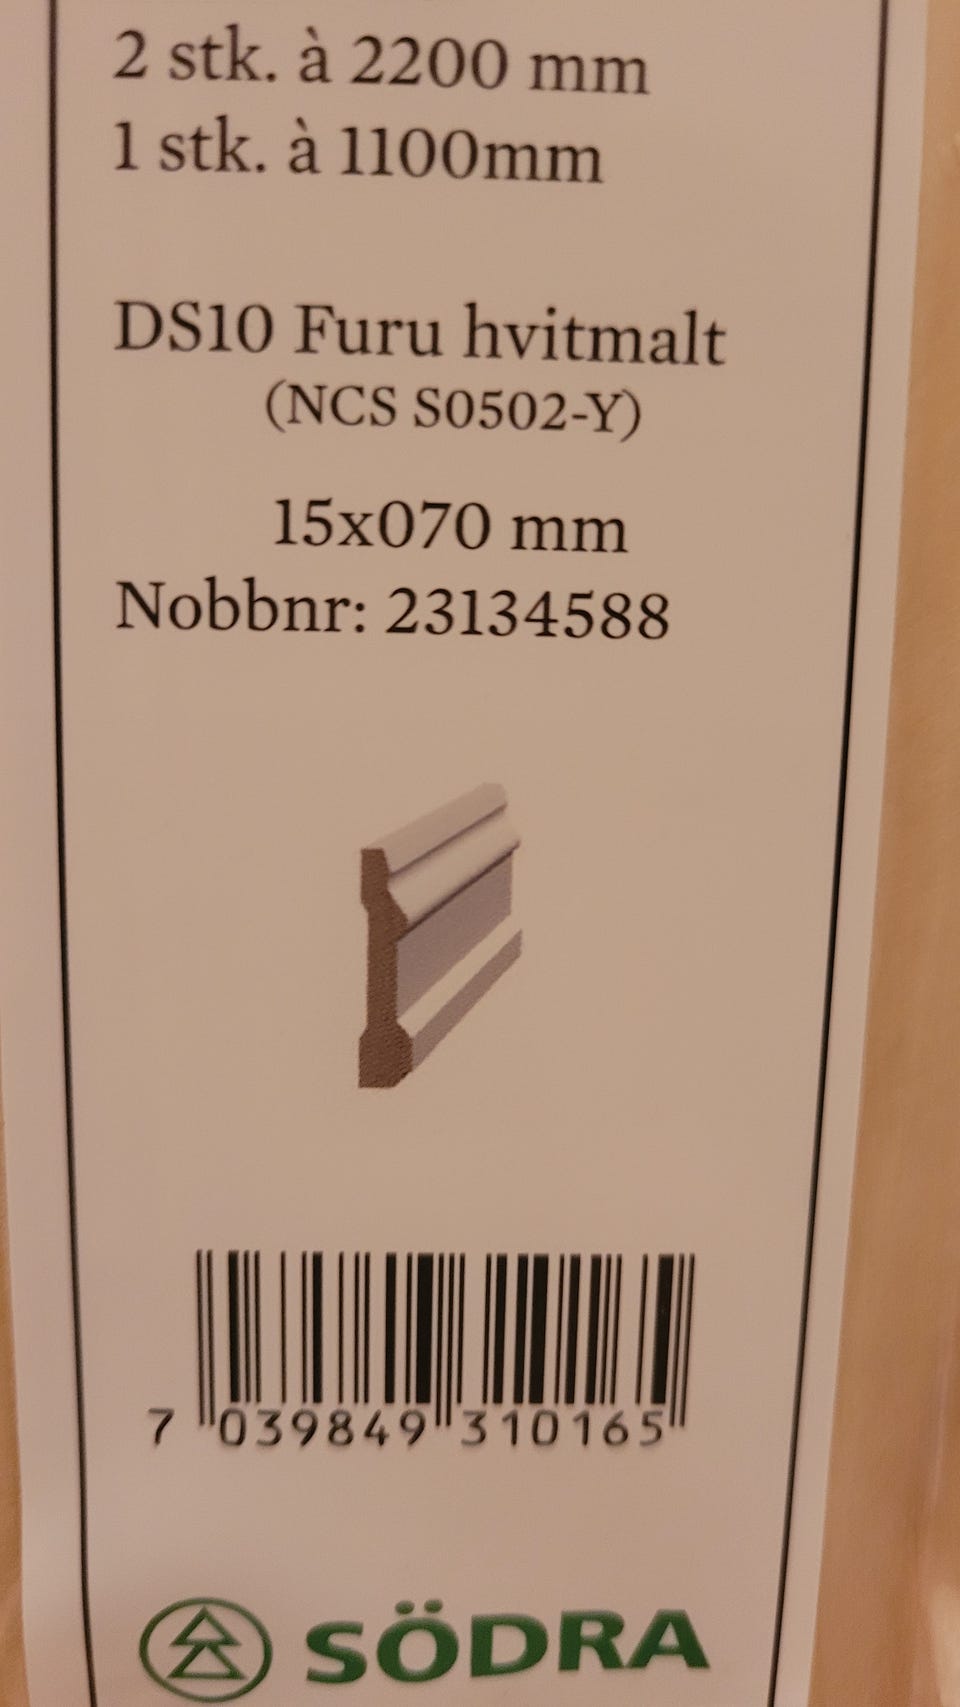 2 stk. à 2200 mm
1 stk. à 1100mm
DS10 Furu hvitmalt
(NCS S0502-Y)
15x070 mm
Nobbnr: 23134588
7 039849 310165
SÖDRA